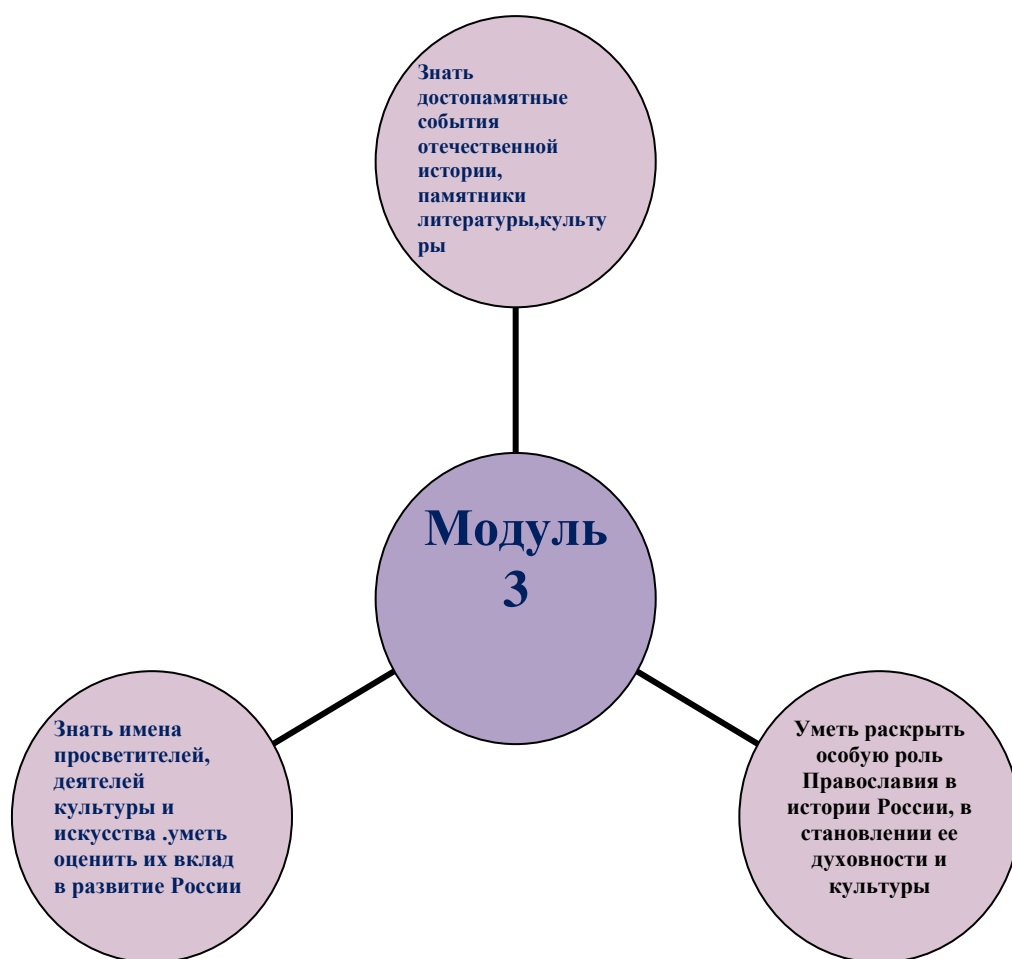 Знать
достопамятные
события
отечественной
истории,
памятники
литературы,культу
ры
Модуль
3
Знать имена
просветителей,
деятелей
культуры и
искусства .уметь
оценить их вклад
в развитие России
Уметь раскрыть
особую роль
Православия в
истории России, в
становлении ее
духовности и
культуры